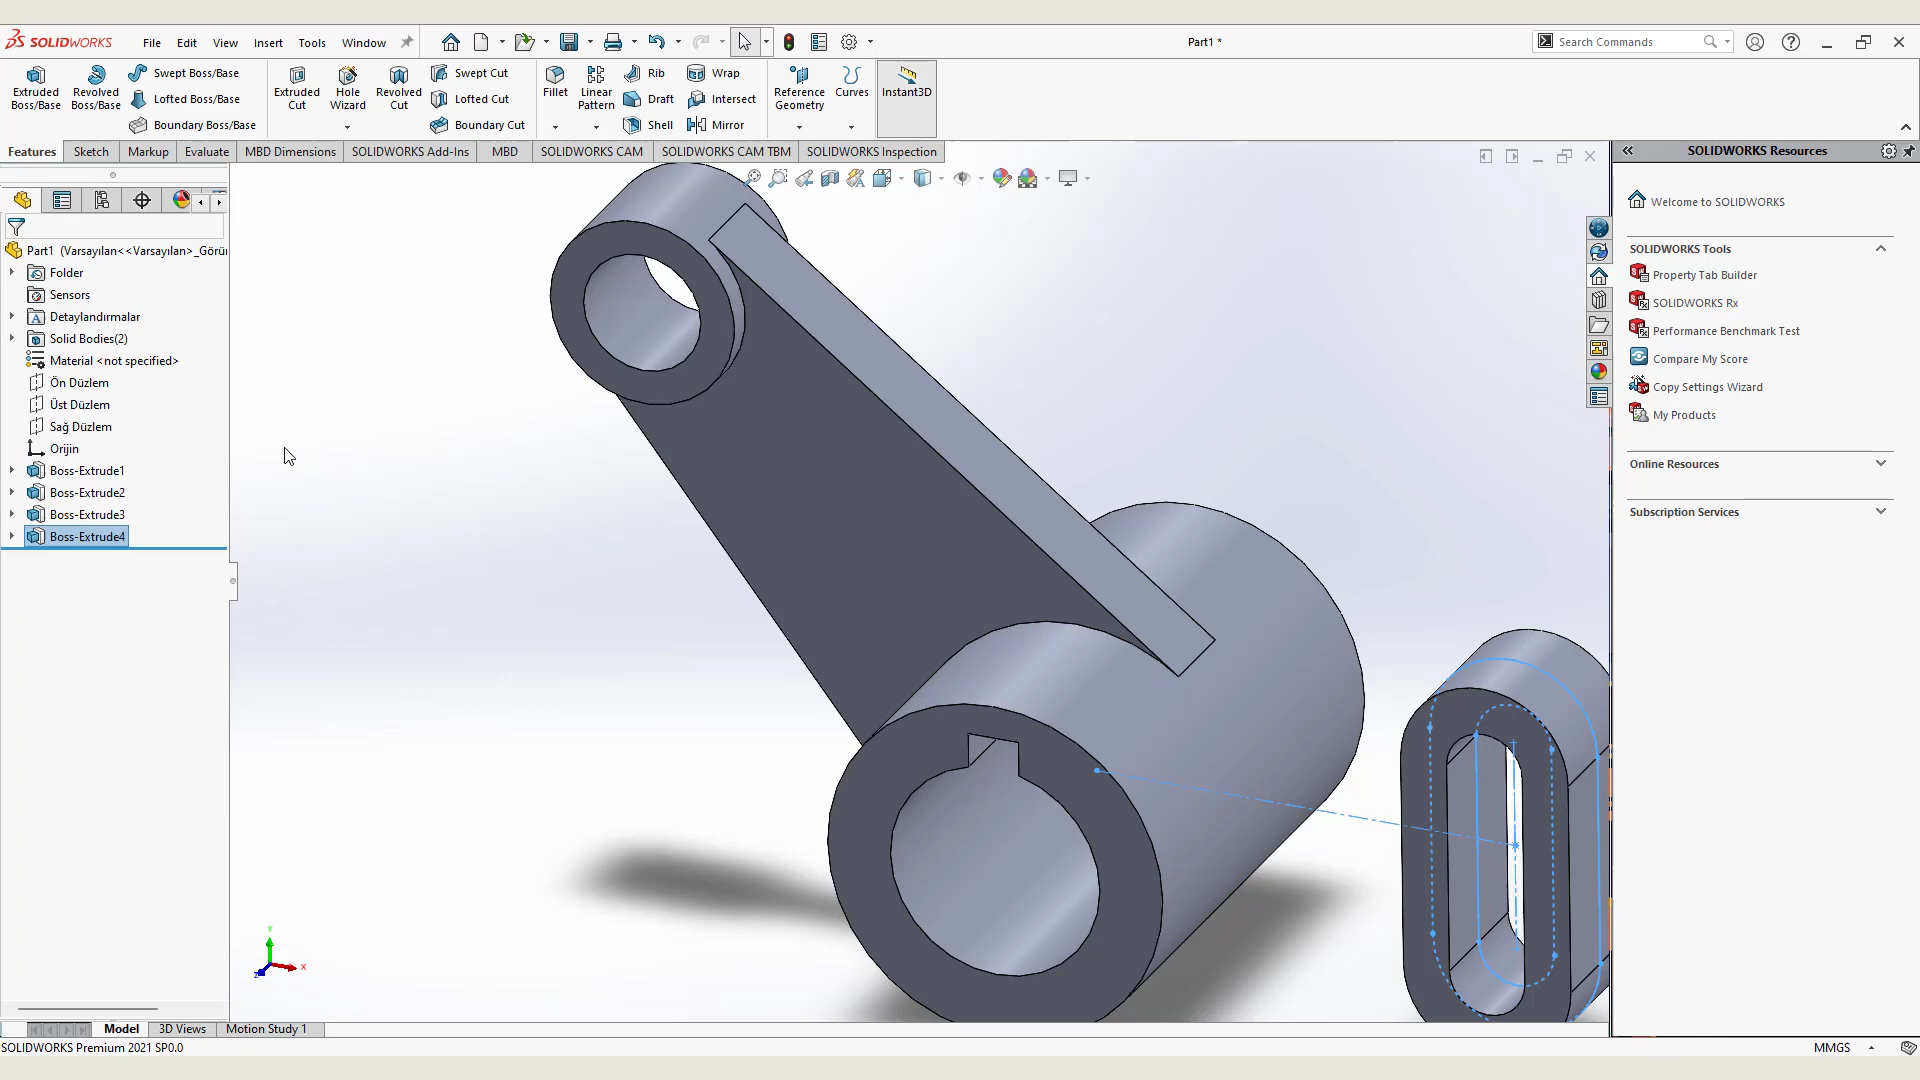 SOLIDWORKS File Edit View Insert Tools Window Part1 * Search Commands
Extruded Boss/Base
Revolved Boss/Base
Swept Boss/Base
Lofted Boss/Base
Boundary Boss/Base
Extruded Cut
Hole Wizard
Revolved Cut
Swept Cut
Lofted Cut
Boundary Cut
Fillet
Linear Pattern
Rib
Draft
Shell
Wrap
Intersect
Mirror
Reference Geometry
Curves
Instant3D
Features Sketch Markup Evaluate MBD Dimensions SOLIDWORKS Add-Ins MBD SOLIDWORKS CAM SOLIDWORKS CAM TBM SOLIDWORKS Inspection
Part1 (Varsayılan<<Varsayılan>_Görü
Folder
Sensors
Detaylandırmalar
Solid Bodies(2)
Material <not specified>
Ön Düzlem
Üst Düzlem
Sağ Düzlem
Orijin
Boss-Extrude1
Boss-Extrude2
Boss-Extrude3
Boss-Extrude4
Y
X
Z
SOLIDWORKS Resources
Welcome to SOLIDWORKS
SOLIDWORKS Tools
Property Tab Builder
SOLIDWORKS Rx
Performance Benchmark Test
Compare My Score
Copy Settings Wizard
My Products
Online Resources
Subscription Services
Model 3D Views Motion Study 1
SOLIDWORKS Premium 2021 SP0.0 MMGS